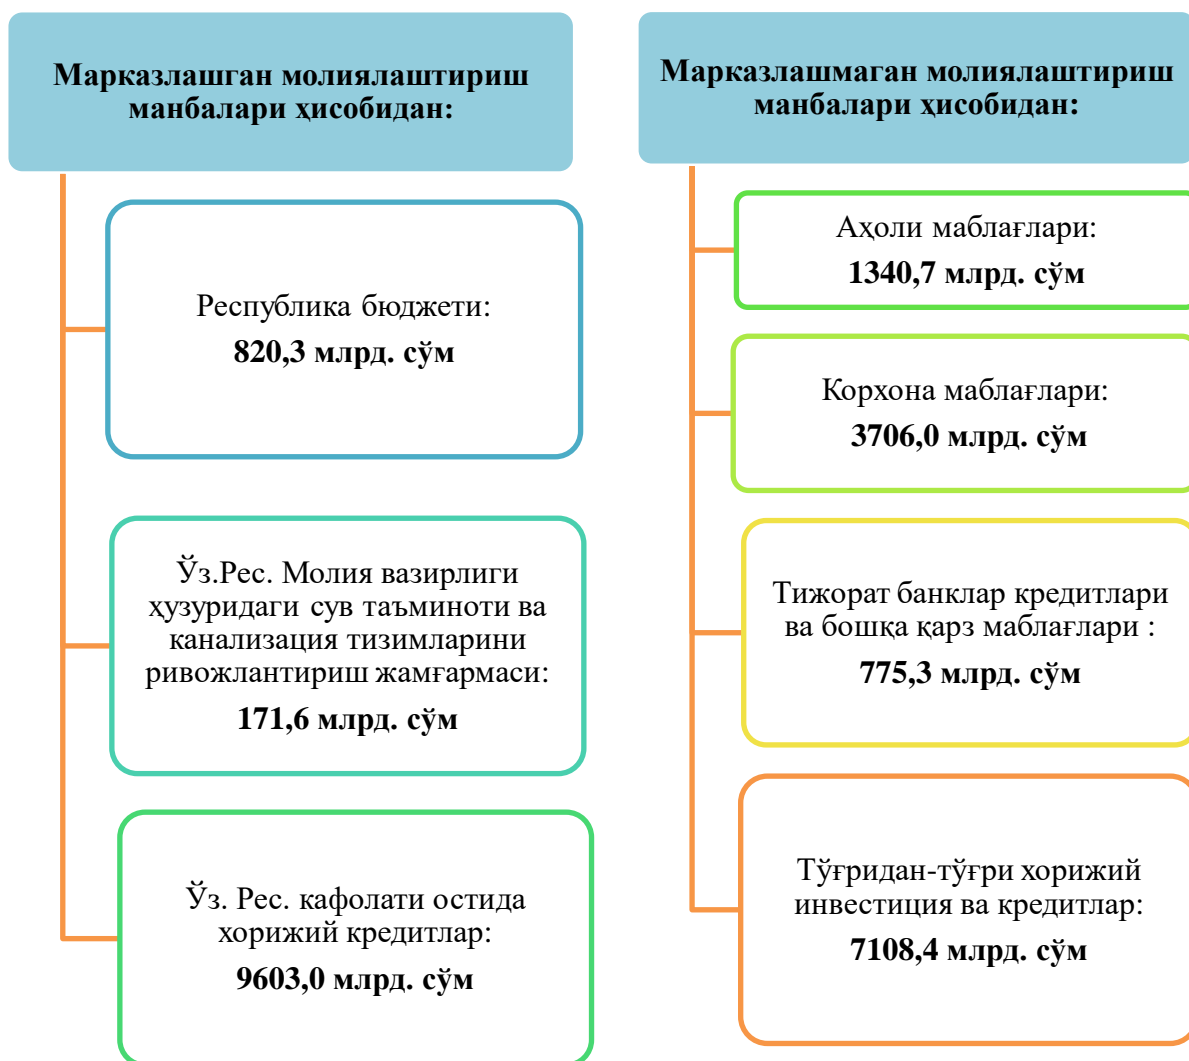 Марказлашган молиялаштириш
манбалари ҳисобидан:
Республика бюджети:
820,3 млрд. сўм
Ўз.Рес. Молия вазирлиги
ҳузуридаги сув таъминоти ва
канализация тизимларини
ривожлантириш жамғармаси:
171,6 млрд. сўм
Ўз. Рес. кафолати остида
хорижий кредитлар:
9603,0 млрд. сўм
Марказлашмаган молиялаштириш
манбалари ҳисобидан:
Аҳоли маблағлари:
1340,7 млрд. сўм
Корхона маблағлари:
3706,0 млрд. сўм
Тижорат банклар кредитлари
ва бошқа қарз маблағлари :
775,3 млрд. сўм
Тўғридан-тўғри хорижий
инвестиция ва кредитлар:
7108,4 млрд. сўм